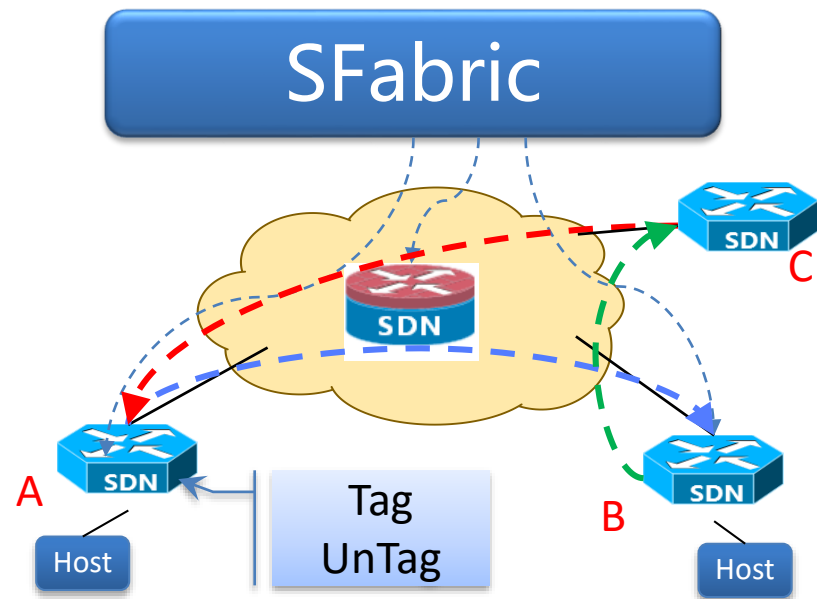 SFabric
SDN
C
SDN
SDN
A
SDN
B
Tag
UnTag
Host
Host